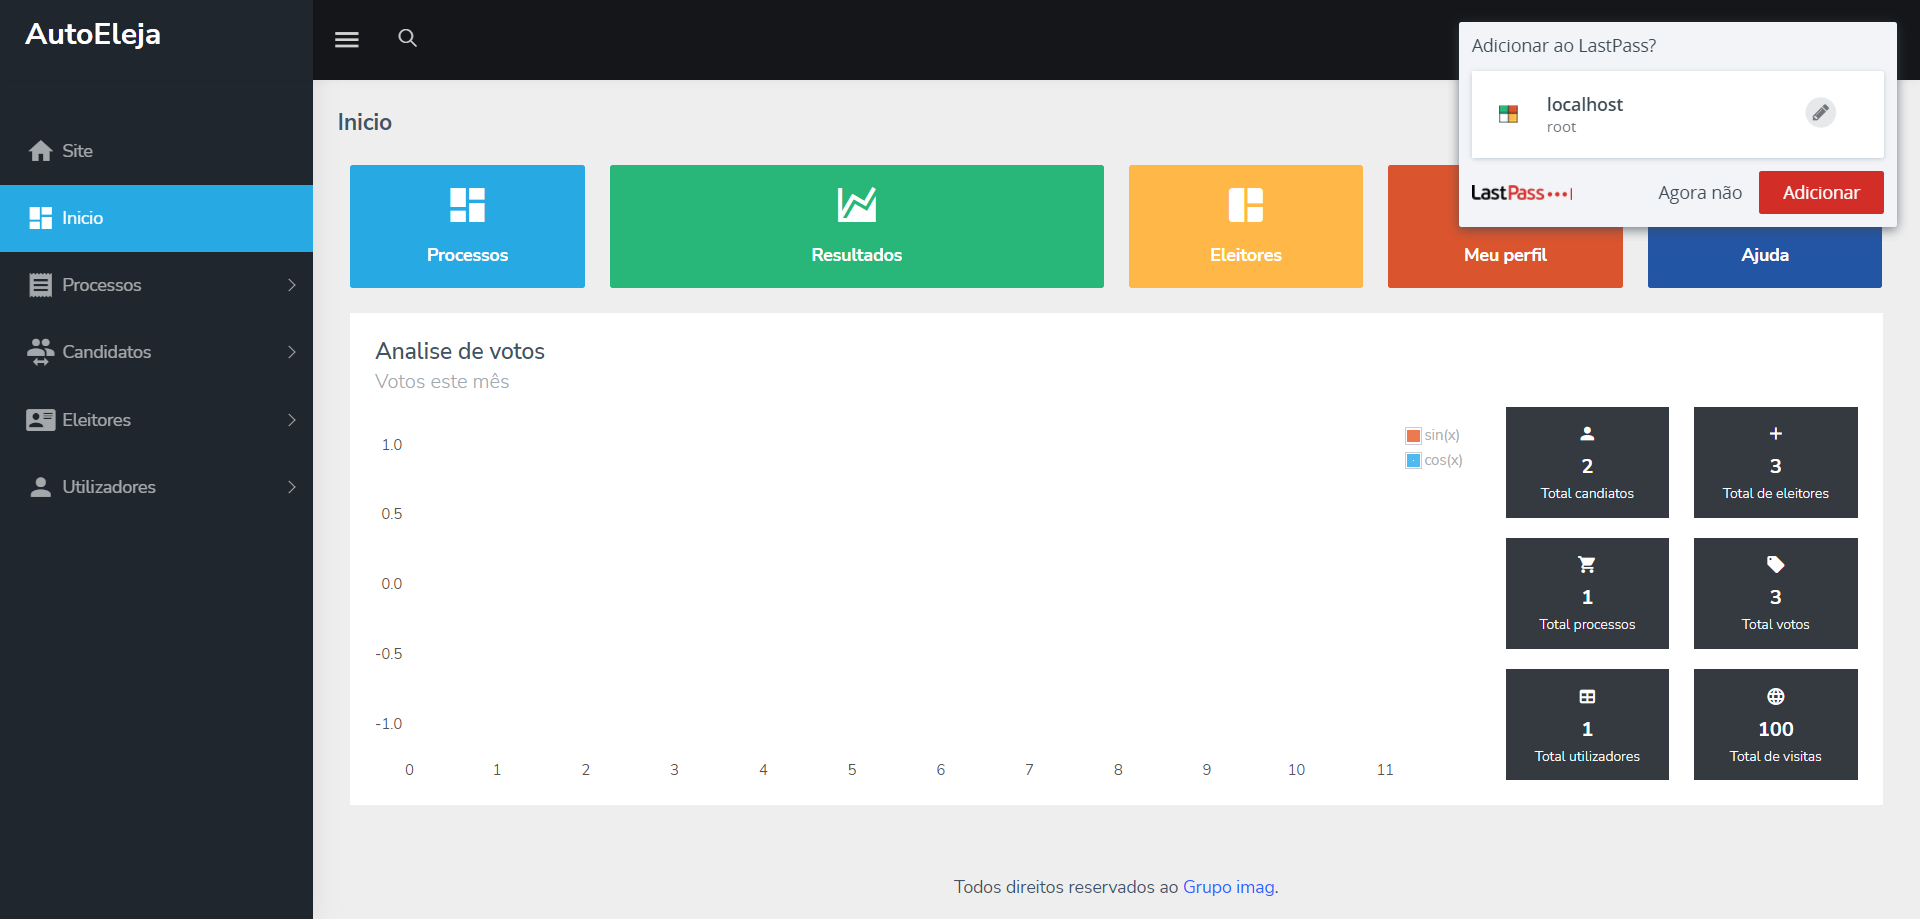 AutoEleja
Site
Inicio
Processos
Candidatos
Eleitores
Utilizadores
Adicionar ao LastPass?
localhost
root
LastPass
Agora não
Adicionar
Inicio
Processos
Resultados
Eleitores
Meu perfil
Ajuda
Analise de votos
Votos este mês
1.0
0.5
0.0
-0.5
-1.0
0 1 2 3 4 5 6 7 8 9 10 11
sin(x)
cos(x)
2
Total candiatos
3
Total de eleitores
1
Total processos
3
Total votos
1
Total utilizadores
100
Total de visitas
Todos direitos reservados ao Grupo imag.